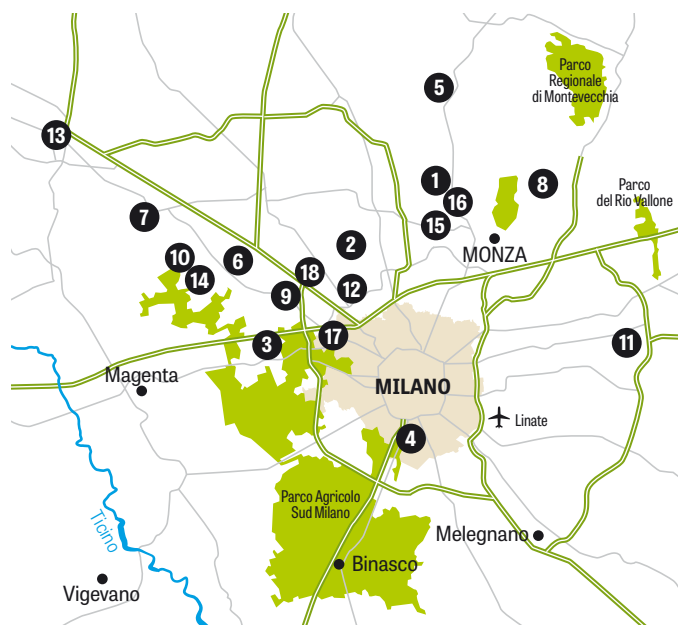 Parco
Regionale
di Montevecchia
5
13
1
8
16
Parco
del Rio Vallone
7
15
2
MONZA
10
6
14
18
12
9
17
3
11
Magenta
MILANO
Linate
4
Parco Agricolo
Sud Milano
Ticino
Melegnano
Binasco
Vigevano